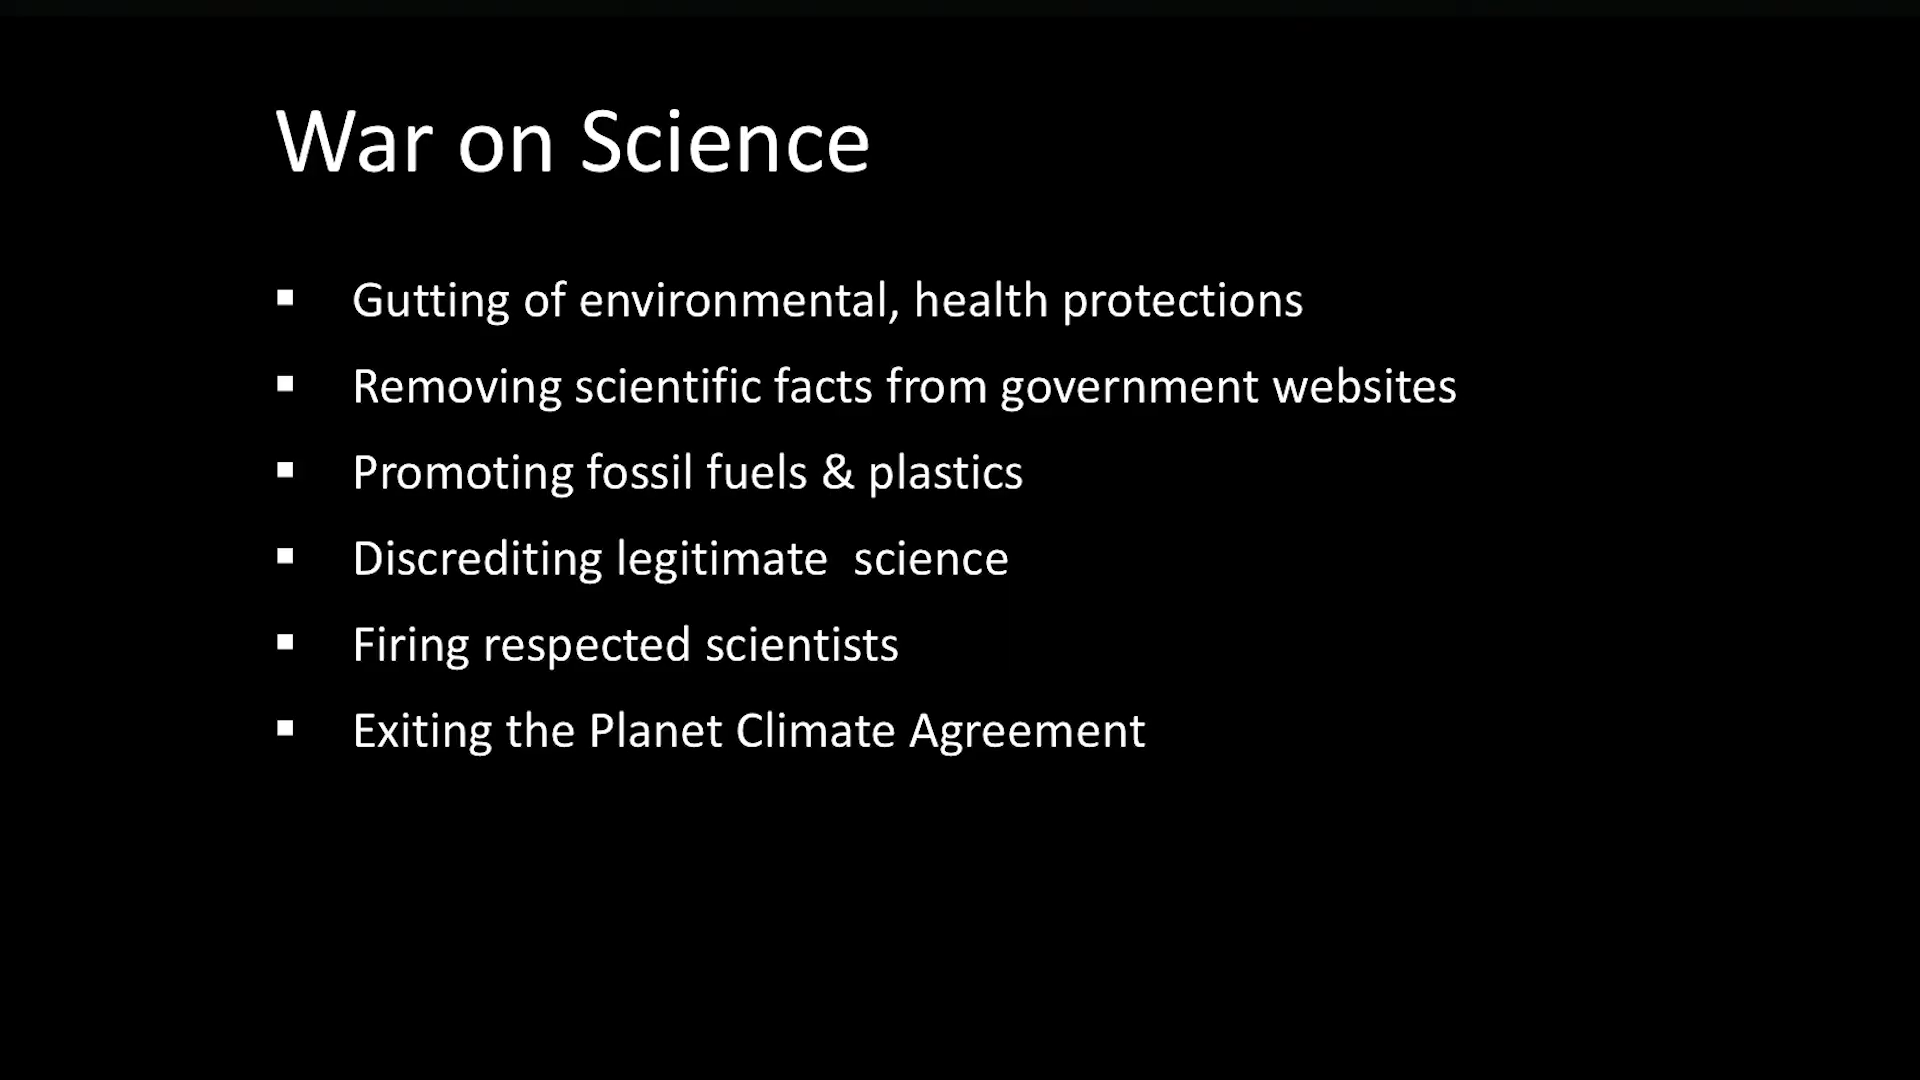 War on Science
▪ Gutting of environmental, health protections
▪ Removing scientific facts from government websites
▪ Promoting fossil fuels & plastics
▪ Discrediting legitimate  science
▪ Firing respected scientists
▪ Exiting the Planet Climate Agreement